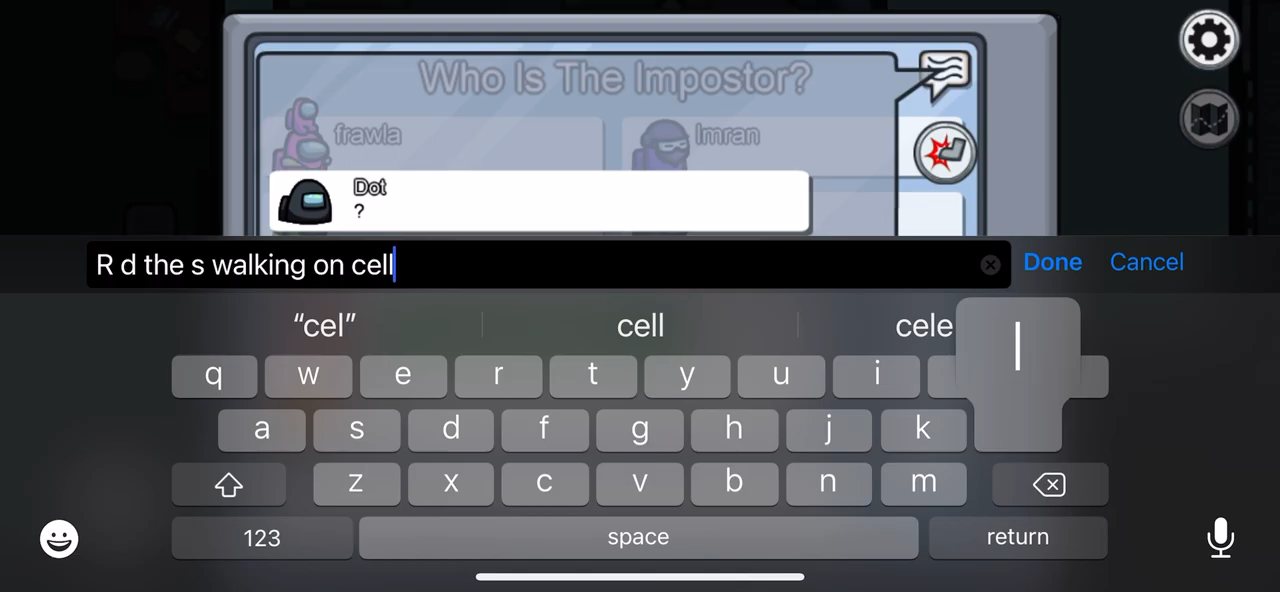 Who Is The Impostor?
frawla
Imran
Dot
?
R d the s walking on cell
Done
Cancel
“cel”
cell
cele
l
q w e r t y u i
a s d f g h j k
z x c v b n m
123
space
return